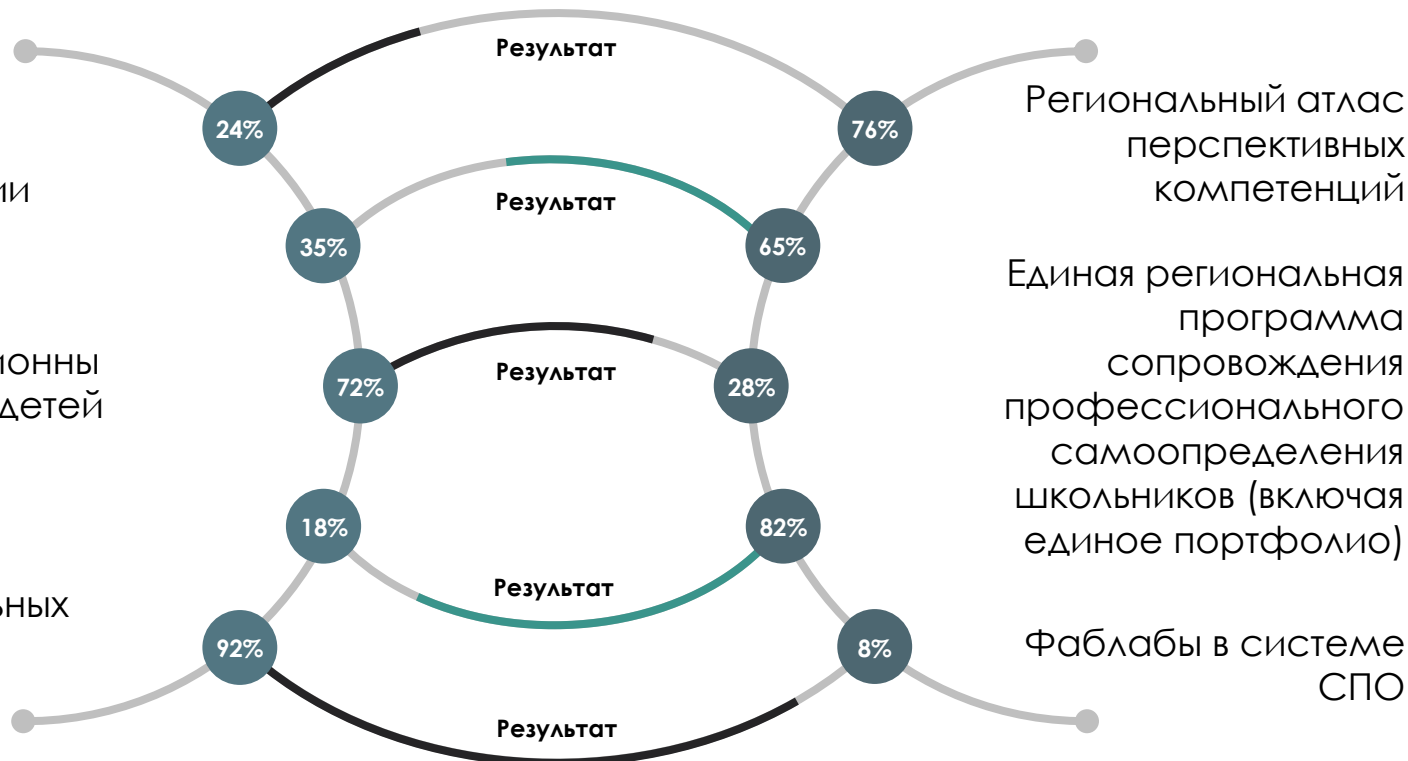 Результат
24%
76%
Региональный атлас
перспективных
компетенций
ии
Результат
35%
65%
Единая региональная
программа
сопровождения
профессионального
самоопределения
школьников (включая
единое портфолио)
ионны
детей
Результат
72%
28%
18%
82%
Результат
ьных
92%
8%
Фаблабы в системе
СПО
Результат